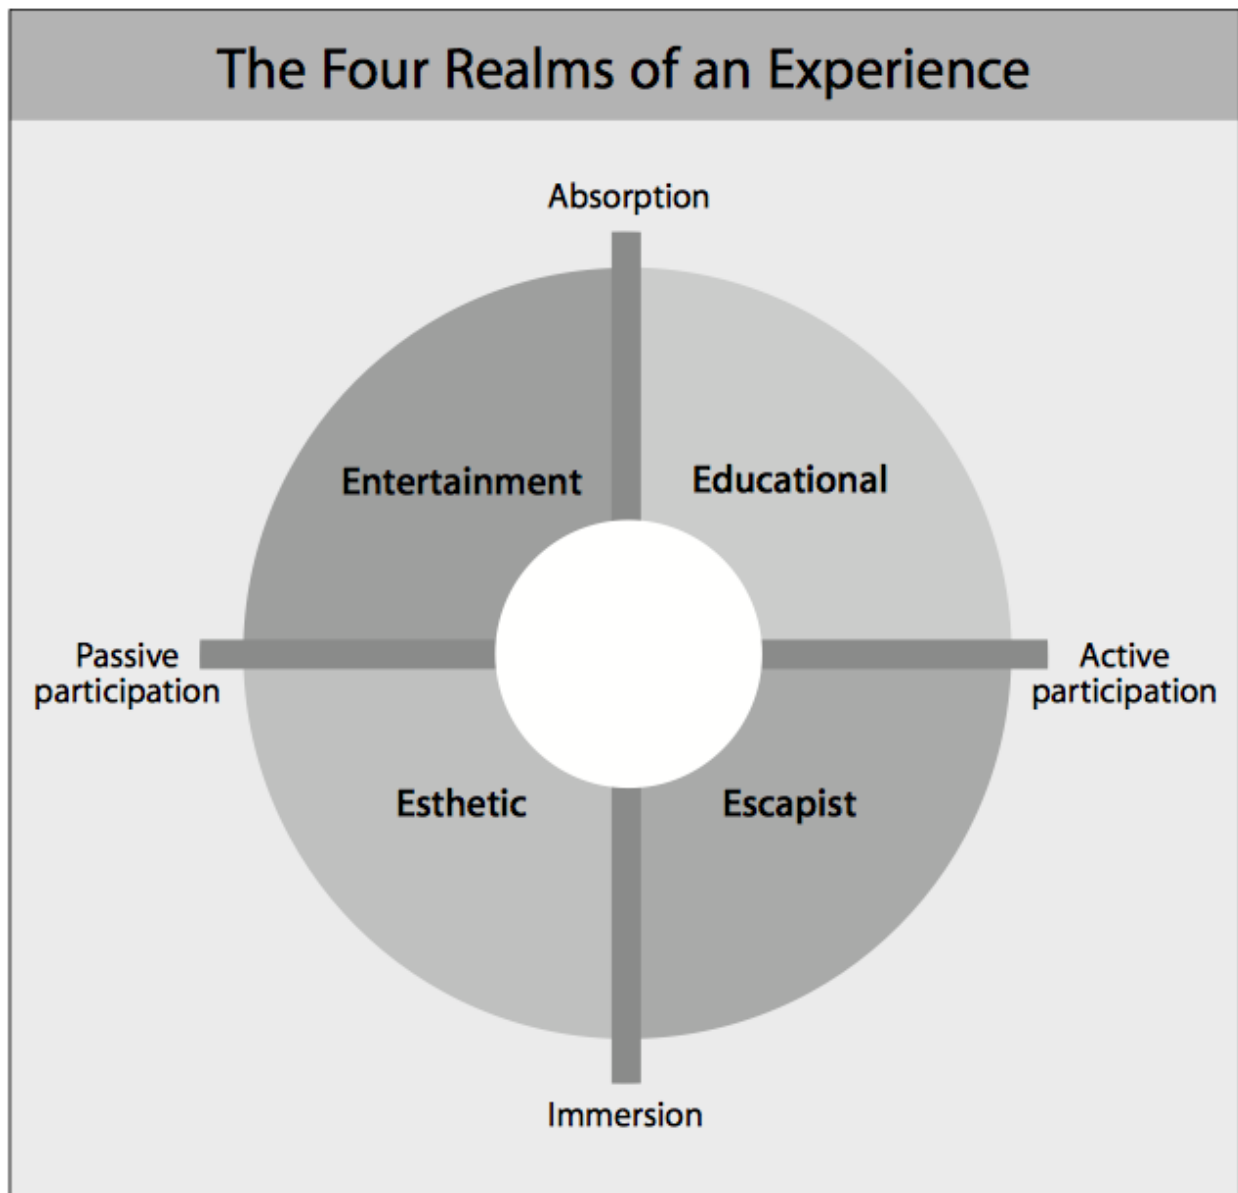 The Four Realms of an Experience
Absorption
Entertainment
Educational
Passive
participation
Active
participation
Esthetic
Escapist
Immersion